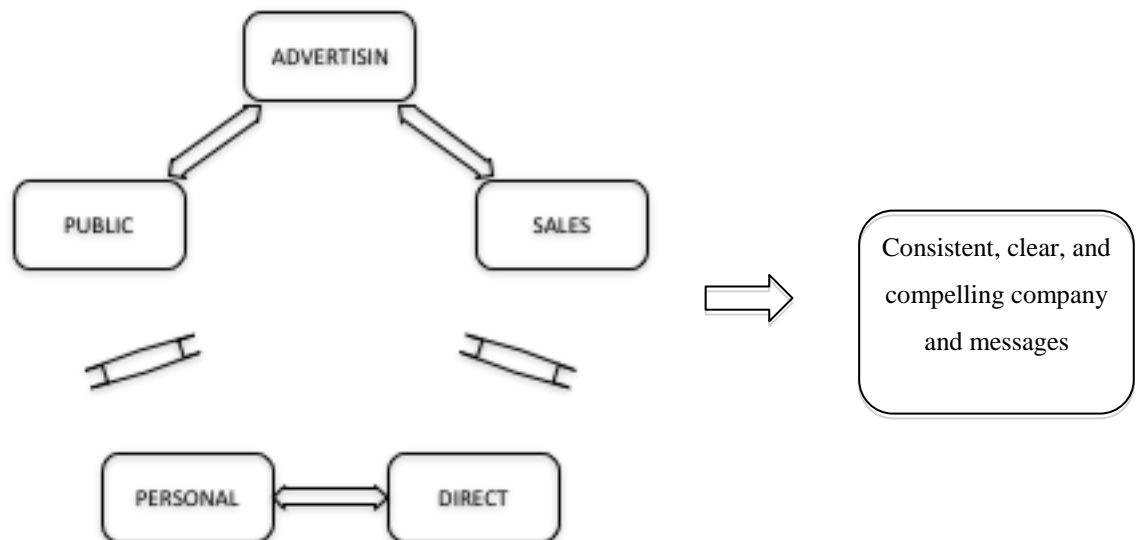 ADVERTISIN
PUBLIC
SALES
Consistent, clear, and
compelling company
and messages
PERSONAL
DIRECT